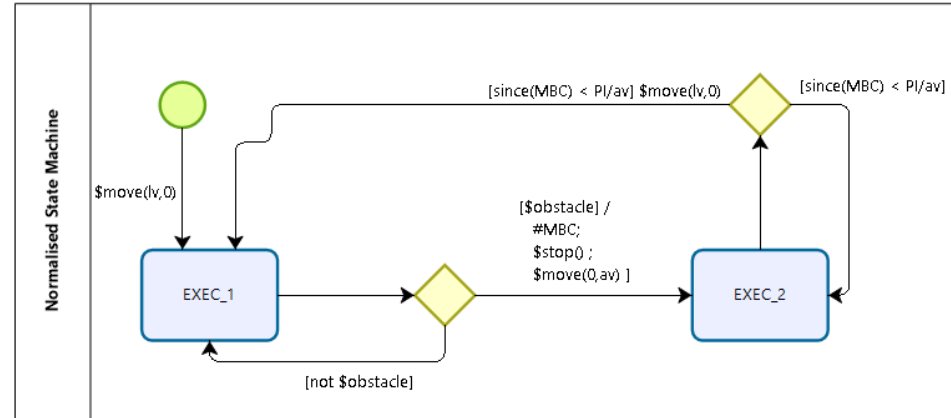 Normalised State Machine
[since(MBC) < PI/av] $move(lv,0)
[since(MBC) < PI/av]
$move(lv,0)
[$obstacle] /
#MBC;
$stop() ;
$move(0,av) ]
EXEC_1
EXEC_2
[not $obstacle]